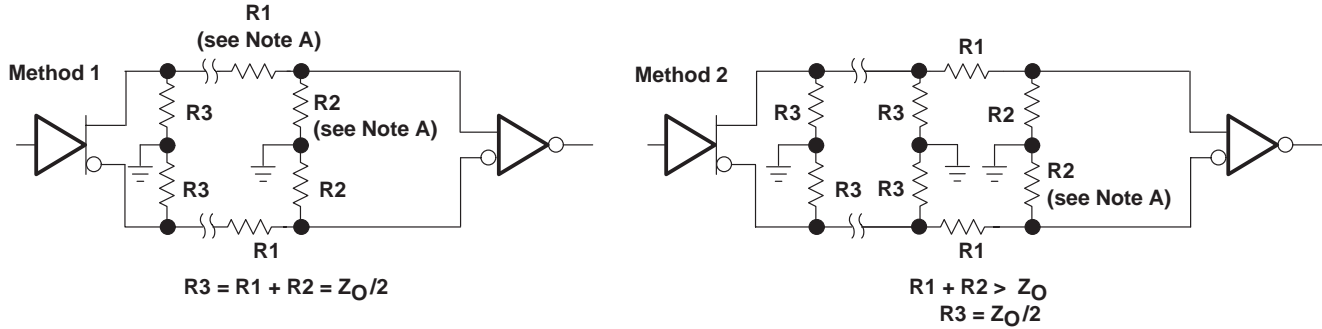 Method 1
R1
(see Note A)
R3
R2
(see Note A)
R3
R2
R1
R3 = R1 + R2 = ZO/2
Method 2
R1
R3
R3
R2
R3
R3
R2
(see Note A)
R1
R1 + R2 > ZO
R3 = ZO/2